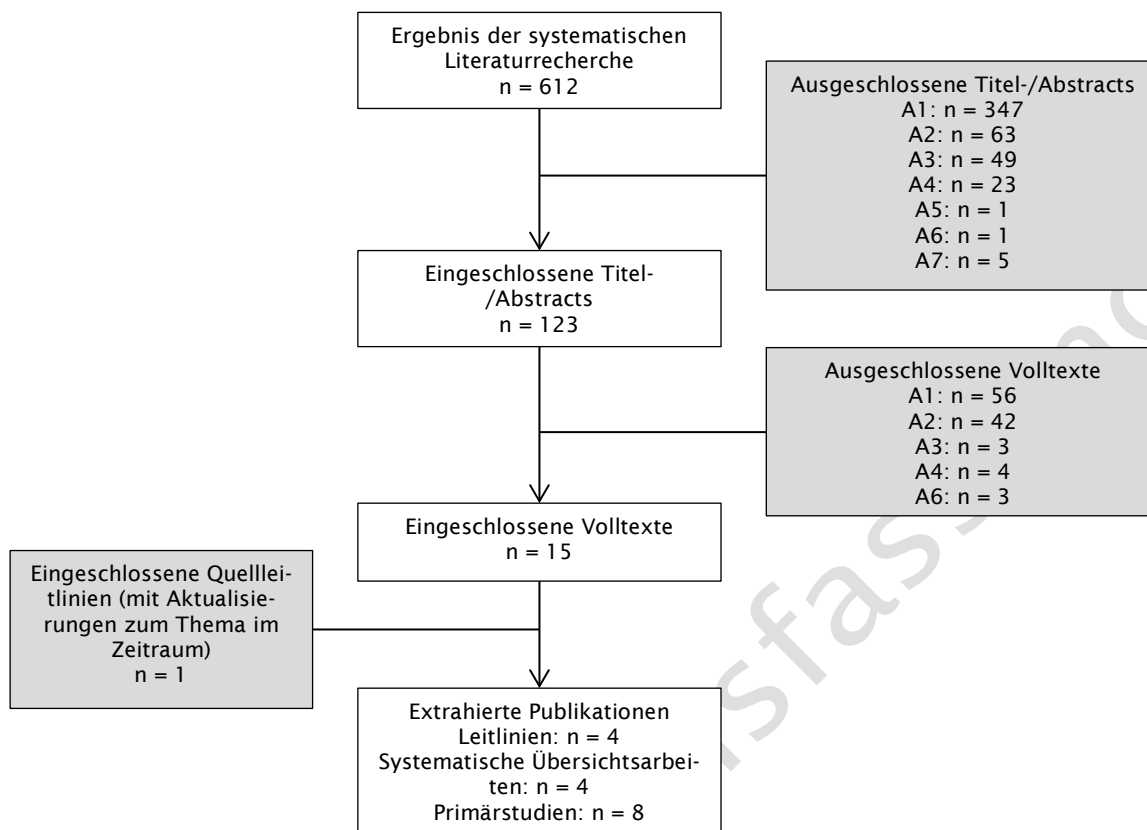 Ergebnis der systematischen
Literaturrecherche
n = 612
Ausgeschlossene Titel-/Abstracts
A1: n = 347
A2: n = 63
A3: n = 49
A4: n = 23
A5: n = 1
A6: n = 1
A7: n = 5
Eingeschlossene Titel-
/Abstracts
n = 123
Ausgeschlossene Volltexte
A1: n = 56
A2: n = 42
A3: n = 3
A4: n = 4
A6: n = 3
Eingeschlossene Volltexte
n = 15
Eingeschlossene Quellei-
tlinien (mit Aktualisie-
rungen zum Thema im
Zeitraum)
n = 1
Extrahierte Publikationen
Leitlinien: n = 4
Systematische Übersichtsarbei-
ten: n = 4
Primärstudien: n = 8